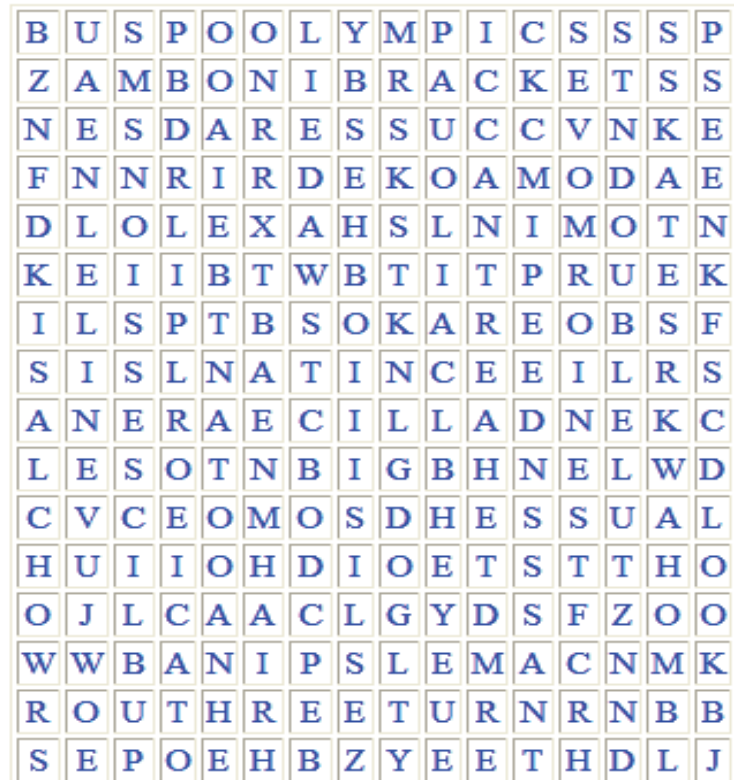 B U S P O O L Y M P I C S S S P
Z A M B O N I B R A C K E T S S
N E S D A R E S S U C C V N K E
F N N R I R D E K O A M O D A E
D L O L E X A H S L N I M O T N
K E I I B T W B T I T P R U E K
I L S P T B S O K A R E O B S F
S I S L N A T I N C E E I L R S
A N E R A E C I L L A D N E K C
L E S O T N B I G B H N E L W D
C V C E O M O S D H E S S U A L
H U I I O H D I O E T S T T H O
O J L C A A C L G Y D S F Z O O
W W B A N I P S L E M A C N M K
R O U T H R E E T U R N R N B B
S E P O E H B Z Y E E T H D L J